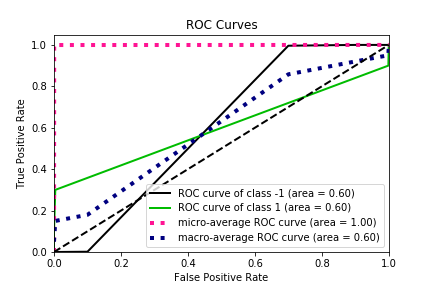 ROC Curves
1.0
0.8
0.6
0.4
0.2
0.0
True Positive Rate
ROC curve of class -1 (area = 0.60)
ROC curve of class 1 (area = 0.60)
micro-average ROC curve (area = 1.00)
macro-average ROC curve (area = 0.60)
0.0 0.2 0.4 0.6 0.8 1.0
False Positive Rate